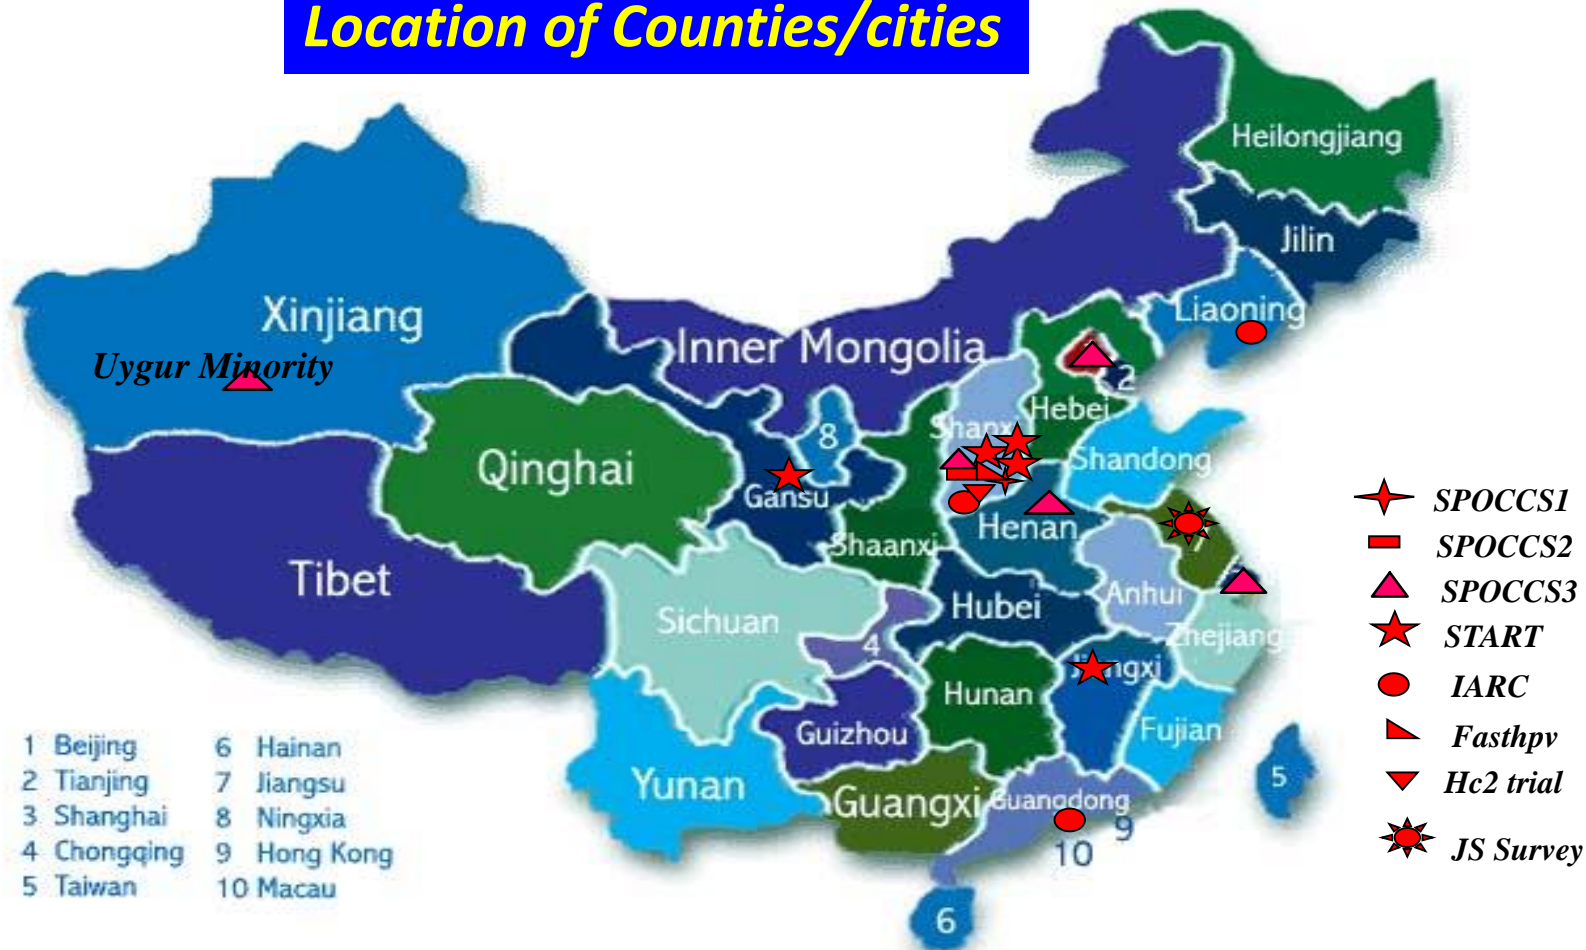 Location of Counties/cities
Heilongjiang
Jilin
Liaoning
Xinjiang
Uygur Minority
Inner Mongolia
2
Hebei
Shanxi
8
Qinghai
Shandong
Gansu
Henan
Shaanxi
7
Tibet
Anhui
Hubei
Sichuan
Zhejiang
4
Jiangxi
Hunan
Guizhou
Fujian
Yunan
Guangxi
Guangdong
5
9
10
6
1 Beijing
2 Tianjing
3 Shanghai
4 Chongqing
5 Taiwan
6 Hainan
7 Jiangsu
8 Ningxia
9 Hong Kong
10 Macau
SPOCCS1
SPOCCS2
SPOCCS3
START
IARC
Fasthpv
Hc2 trial
JS Survey